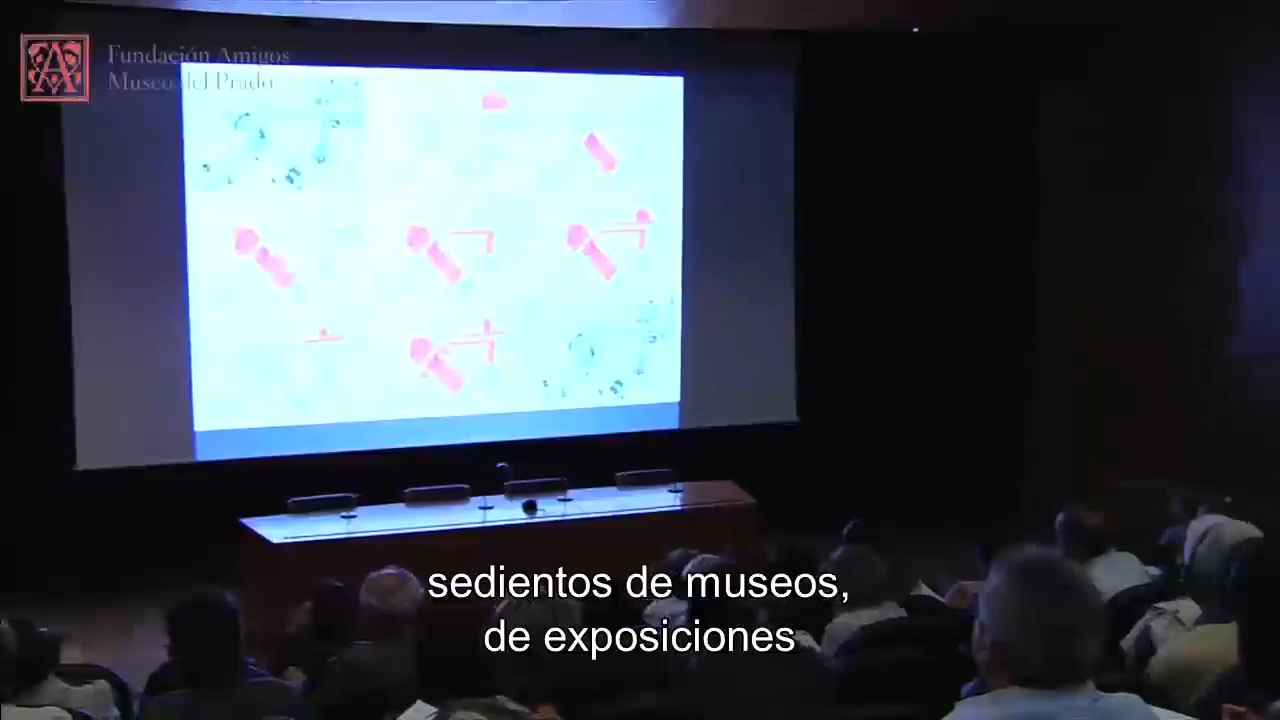 Fundación Amigos
Museo del Prado
sedientos de museos,
de exposiciones